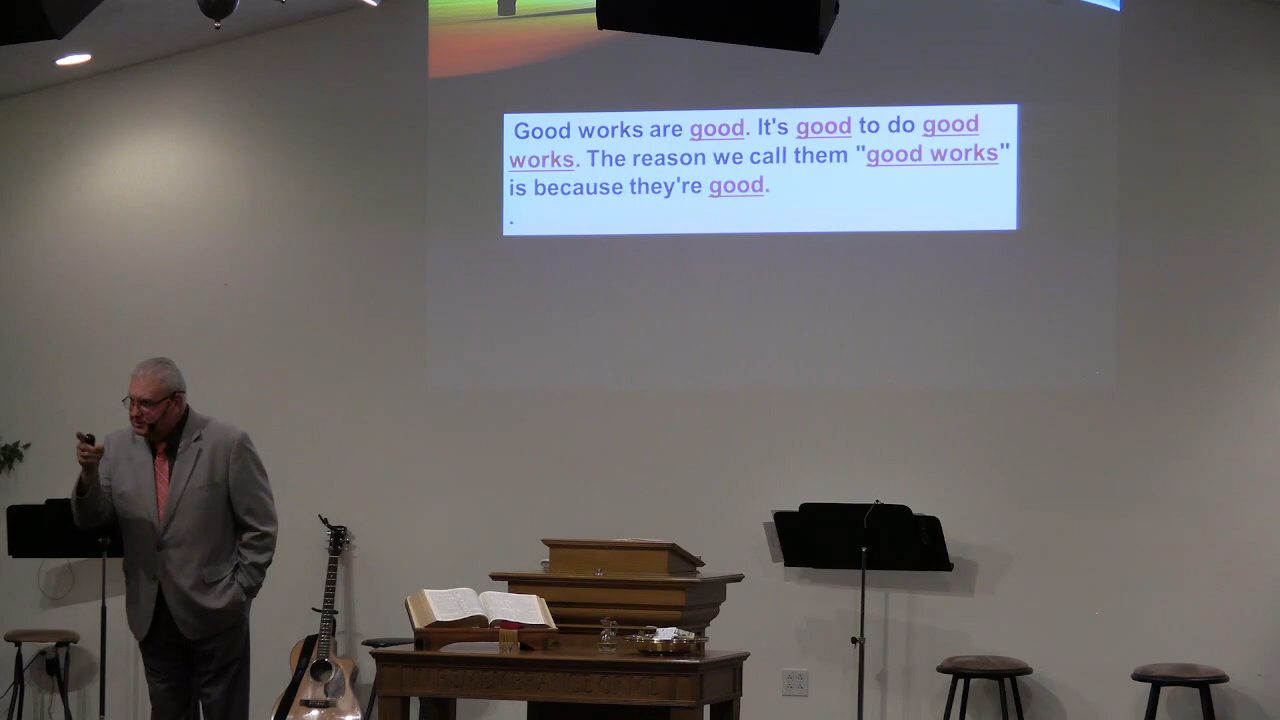 Good works are good. It's good to do good
works. The reason we call them "good works"
is because they're good.
.